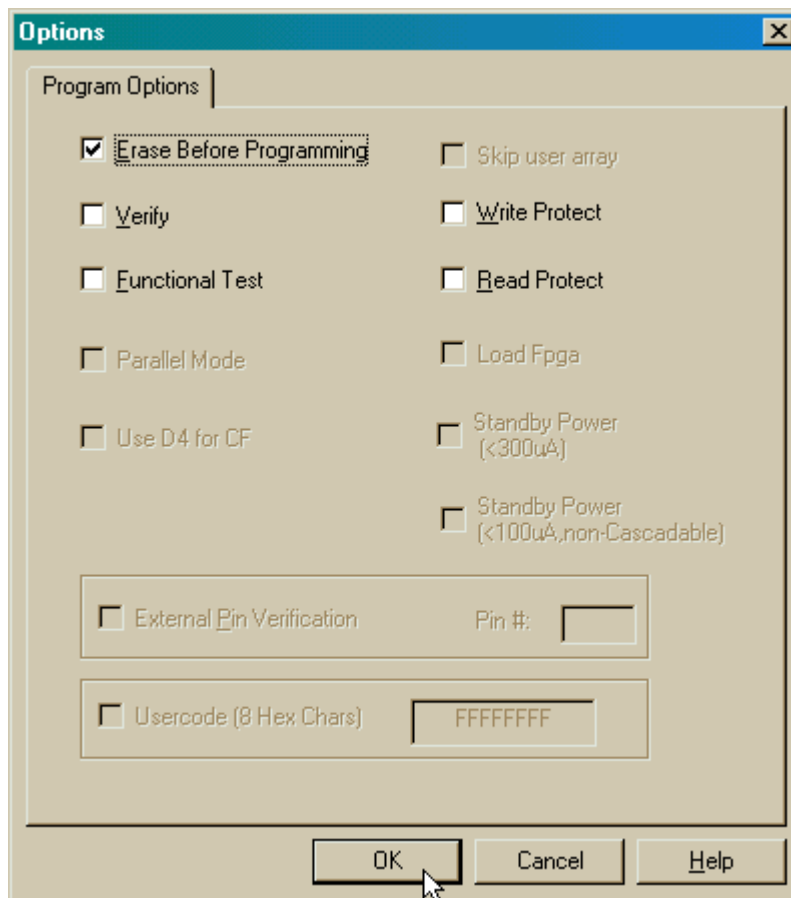 Options
Program Options
Erase Before Programming
Skip user array
Verify
Write Protect
Functional Test
Read Protect
Parallel Mode
Load Fpga
Use D4 for CF
Standby Power
(<300uA)
Standby Power
(<100uA,non-Cascadable)
External Pin Verification
Pin #:
Usercode (8 Hex Chars)
FFFFFFFF
OK
Cancel
Help